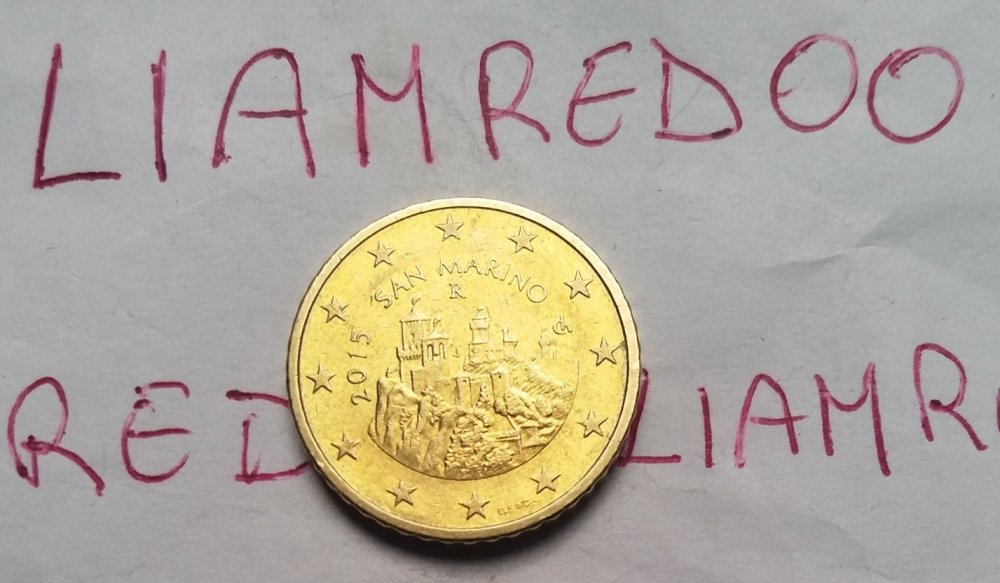 LIAMREDOO
SAN MARINO
R
2015
RED LIAMR